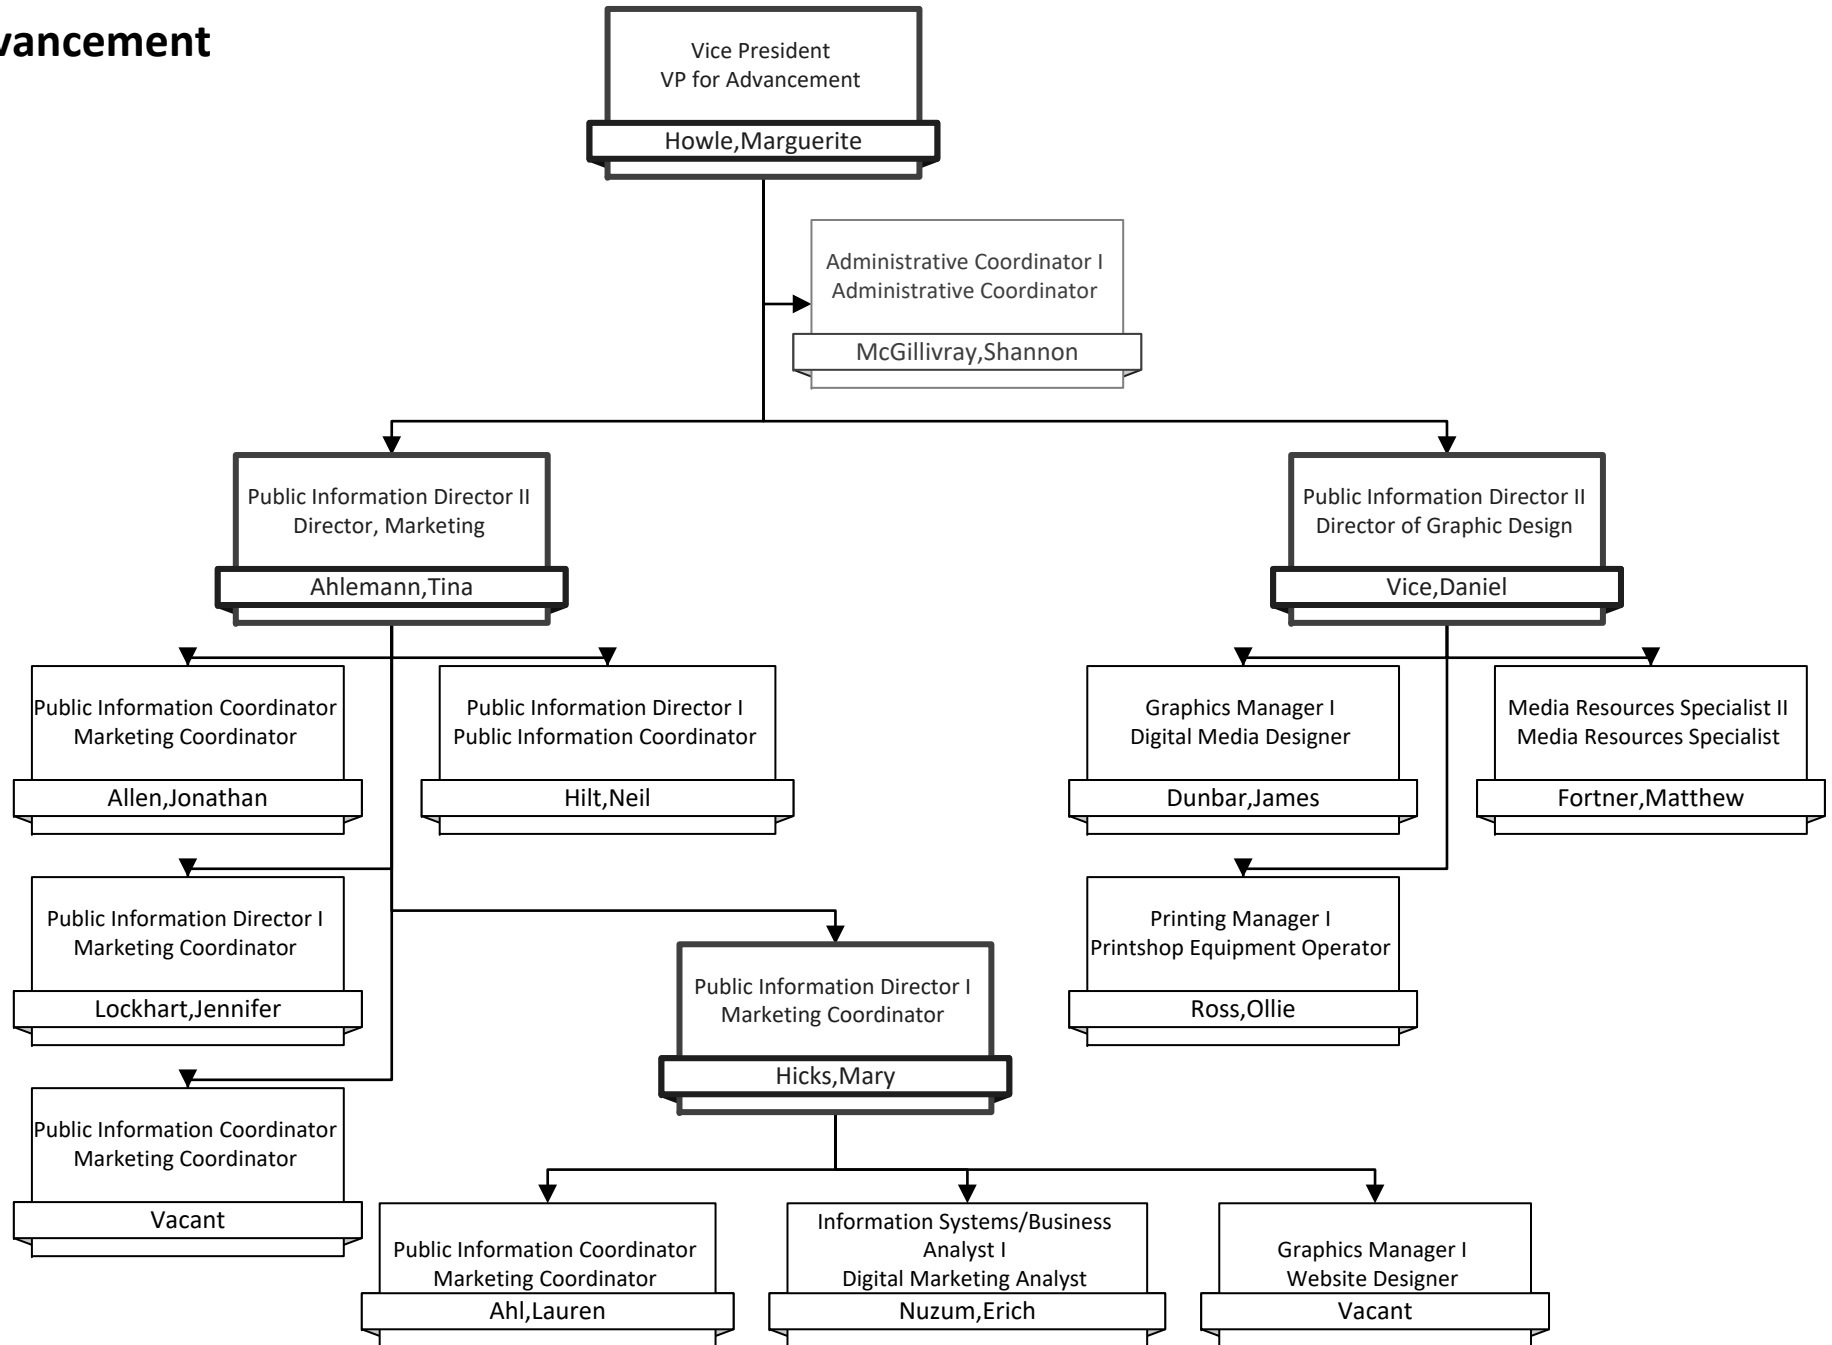 vancement
Vice President
VP for Advancement
Howle,Marguerite
Administrative Coordinator I
Administrative Coordinator
McGillivray,Shannon
Public Information Director II
Director, Marketing
Ahlemann,Tina
Public Information Director II
Director of Graphic Design
Vice,Daniel
Public Information Coordinator
Marketing Coordinator
Allen,Jonathan
Public Information Director I
Public Information Coordinator
Hilt,Neil
Graphics Manager I
Digital Media Designer
Dunbar,James
Media Resources Specialist II
Media Resources Specialist
Fortner,Matthew
Public Information Director I
Marketing Coordinator
Lockhart,Jennifer
Public Information Director I
Marketing Coordinator
Hicks,Mary
Printing Manager I
Printshop Equipment Operator
Ross,Ollie
Public Information Coordinator
Marketing Coordinator
Vacant
Public Information Coordinator
Marketing Coordinator
Ahl,Lauren
Information Systems/Business
Analyst I
Digital Marketing Analyst
Nuzum,Erich
Graphics Manager I
Website Designer
Vacant